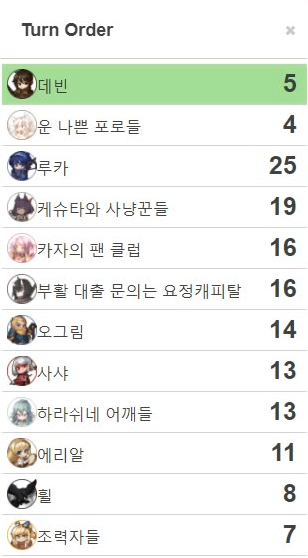 Turn Order ×
데빈 5
운 나쁜 포로들 4
루카 25
케슈타와 사냥꾼들 19
카자의 팬 클럽 16
부활 대출 문의는 요정캐피탈 16
오그림 14
사샤 13
하라쉬네 어깨들 13
에리알 11
휠 8
조력자들 7